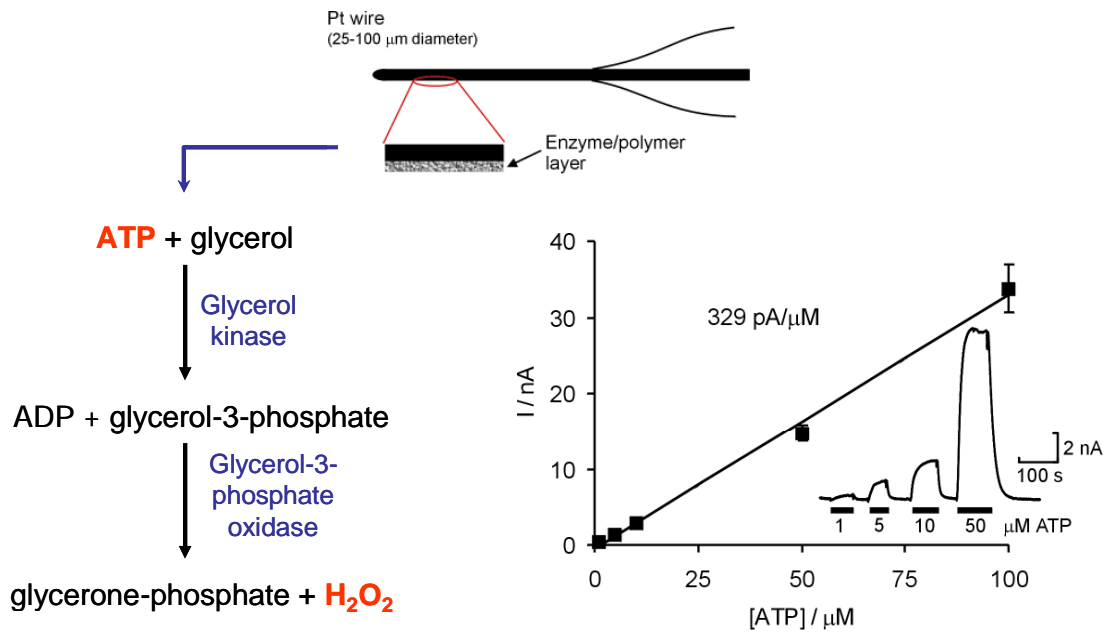 Pt wire
(25-100 μm diameter)
Enzyme/polymer
layer
ATP + glycerol
Glycerol
kinase
ADP + glycerol-3-phosphate
Glycerol-3-
phosphate
oxidase
glycerone-phosphate + H₂O₂
40
30
20
10
0
I / nA
329 pA/μM
2 nA
100 s
1 5 10 50 μM ATP
0 25 50 75 100
[ATP] / μM